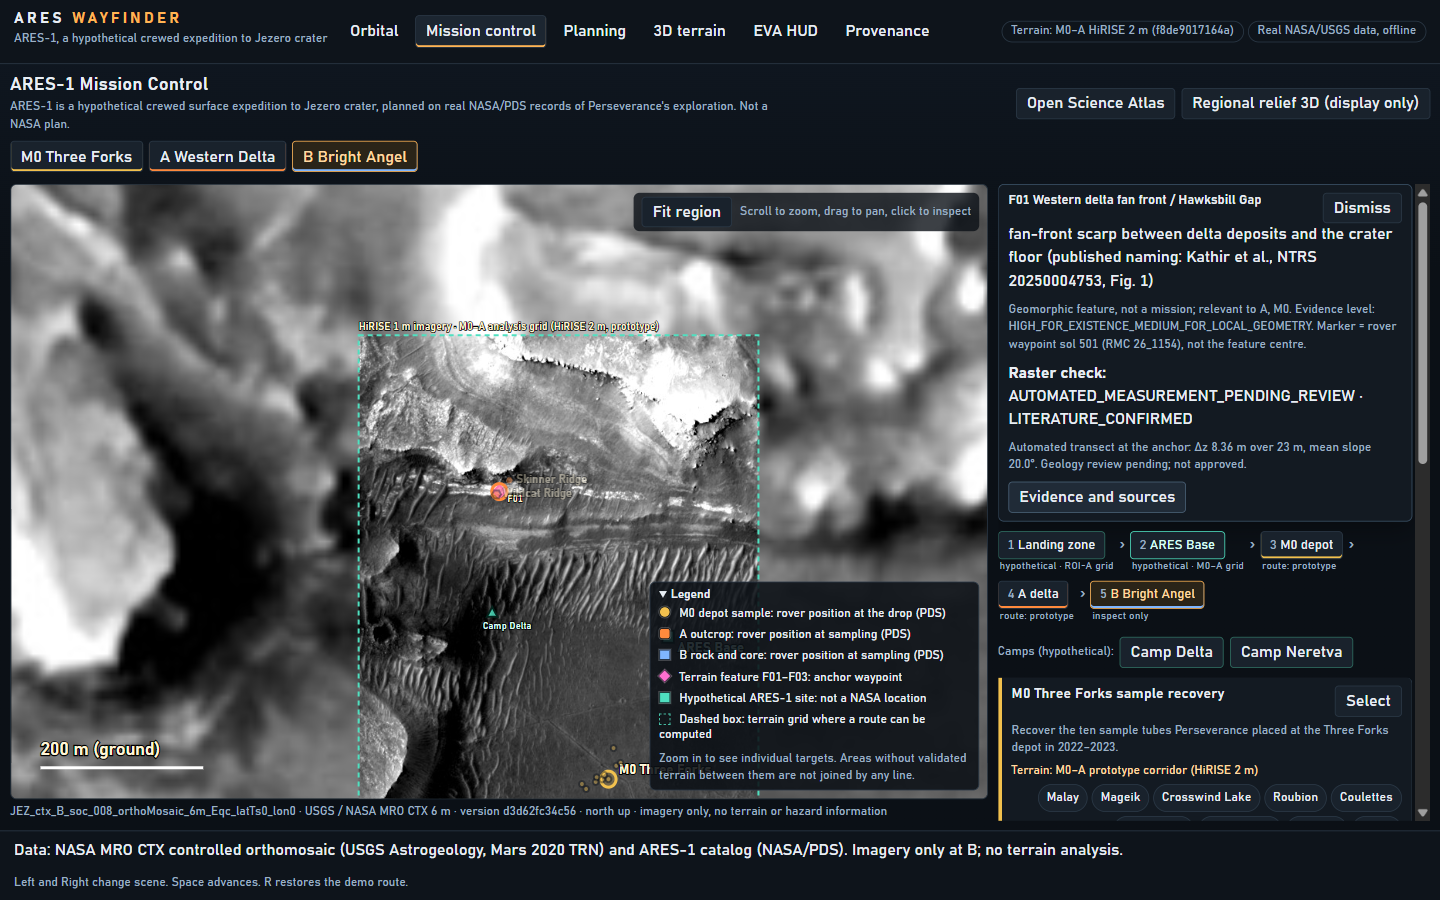 ARES WAYFINDER
ARES-1, a hypothetical crewed expedition to Jezero crater
Orbital
Mission control
Planning
3D terrain
EVA HUD
Provenance
Terrain: M0-A HiRISE 2 m (f8de9017164a)
Real NASA/USGS data, offline
ARES-1 Mission Control
ARES-1 is a hypothetical crewed surface expedition to Jezero crater, planned on real NASA/PDS records of Perseverance's exploration. Not a
NASA plan.
Open Science Atlas
Regional relief 3D (display only)
M0 Three Forks
A Western Delta
B Bright Angel
Fit region
Scroll to zoom, drag to pan, click to inspect
HiRISE 1 m imagery · M0-A analysis grid (HiRISE 2 m, prototype)
Skinner Ridge
F01
Camp Delta
M0 Th
200 m (ground)
▼ Legend
M0 depot sample: rover position at the drop (PDS)
A outcrop: rover position at sampling (PDS)
B rock and core: rover position at sampling (PDS)
Terrain feature F01-F03: anchor waypoint
Hypothetical ARES-1 site: not a NASA location
Dashed box: terrain grid where a route can be
computed
Zoom in to see individual targets. Areas without validated
terrain between them are not joined by any line.
JEZ_ctx_B_soc_008_orthoMosaic_6m_Eqc_latTs0_lon0 · USGS / NASA MRO CTX 6 m · version d3d62fc34c56 · north up · imagery only, no terrain or hazard information
F01 Western delta fan front / Hawksbill Gap
Dismiss
fan-front scarp between delta deposits and the crater
floor (published naming: Kathir et al., NTRS
20250004753, Fig. 1)
Geomorphic feature, not a mission; relevant to A, M0. Evidence level:
HIGH_FOR_EXISTENCE_MEDIUM_FOR_LOCAL_GEOMETRY. Marker = rover
waypoint sol 501 (RMC 26_1154), not the feature centre.
Raster check:
AUTOMATED_MEASUREMENT_PENDING_REVIEW ·
LITERATURE_CONFIRMED
Automated transect at the anchor: Δz 8.36 m over 23 m, mean slope
20.0°. Geology review pending; not approved.
Evidence and sources
1 Landing zone › 2 ARES Base › 3 M0 depot ›
hypothetical · ROI-A grid
hypothetical · M0-A grid
route: prototype
4 A delta › 5 B Bright Angel
route: prototype
inspect only
Camps (hypothetical):
Camp Delta
Camp Neretva
M0 Three Forks sample recovery
Select
Recover the ten sample tubes Perseverance placed at the Three Forks
depot in 2022-2023.
Terrain: M0-A prototype corridor (HiRISE 2 m)
Malay
Mageik
Crosswind Lake
Roubion
Coulettes
Data: NASA MRO CTX controlled orthomosaic (USGS Astrogeology, Mars 2020 TRN) and ARES-1 catalog (NASA/PDS). Imagery only at B; no terrain analysis.
Left and Right change scene. Space advances. R restores the demo route.